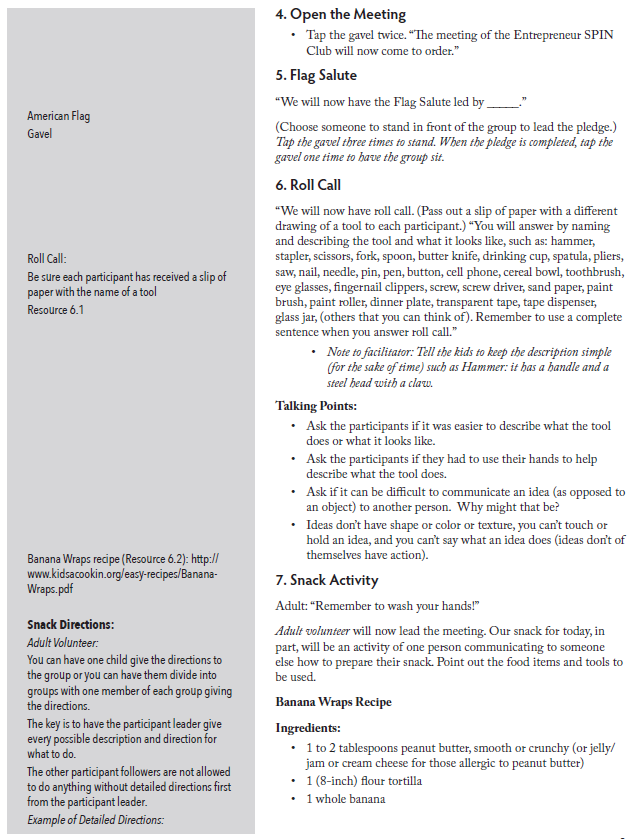 American Flag
Gavel
Roll Call:
Be sure each participant has received a slip of
paper with the name of a tool
Resource 6.1
Banana Wraps recipe (Resource 6.2): http://
www.kidsacookin.org/easy-recipes/Banana-
Wraps.pdf
Snack Directions:
Adult Volunteer:
You can have one child give the directions to
the group or you can have them divide into
groups with one member of each group giving
the directions.
The key is to have the participant leader give
every possible description and direction for
what to do.
The other participant followers are not allowed
to do anything without detailed directions first
from the participant leader.
Example of Detailed Directions:
4. Open the Meeting
• Tap the gavel twice. “The meeting of the Entrepreneur SPIN
Club will now come to order.”
5. Flag Salute
“We will now have the Flag Salute led by _____.”
(Choose someone to stand in front of the group to lead the pledge.)
Tap the gavel three times to stand. When the pledge is completed, tap the
gavel one time to have the group sit.
6. Roll Call
“We will now have roll call. (Pass out a slip of paper with a different
drawing of a tool to each participant.) “You will answer by naming
and describing the tool and what it looks like, such as: hammer,
stapler, scissors, fork, spoon, butter knife, drinking cup, spatula, pliers,
saw, nail, needle, pin, pen, button, cell phone, cereal bowl, toothbrush,
eye glasses, fingernail clippers, screw, screw driver, sand paper, paint
brush, paint roller, dinner plate, transparent tape, tape dispenser,
glass jar, (others that you can think of). Remember to use a complete
sentence when you answer roll call.”
• Note to facilitator: Tell the kids to keep the description simple
(for the sake of time) such as Hammer: it has a handle and a
steel head with a claw.
Talking Points:
• Ask the participants if it was easier to describe what the tool
does or what it looks like.
• Ask the participants if they had to use their hands to help
describe what the tool does.
• Ask if it can be difficult to communicate an idea (as opposed to
an object) to another person. Why might that be?
• Ideas don’t have shape or color or texture, you can’t touch or
hold an idea, and you can’t say what an idea does (ideas don’t of
themselves have action).
7. Snack Activity
Adult: “Remember to wash your hands!”
Adult volunteer will now lead the meeting. Our snack for today, in
part, will be an activity of one person communicating to someone
else how to prepare their snack. Point out the food items and tools to
be used.
Banana Wraps Recipe
Ingredients:
• 1 to 2 tablespoons peanut butter, smooth or crunchy (or jelly/
jam or cream cheese for those allergic to peanut butter)
• 1 (8-inch) flour tortilla
• 1 whole banana